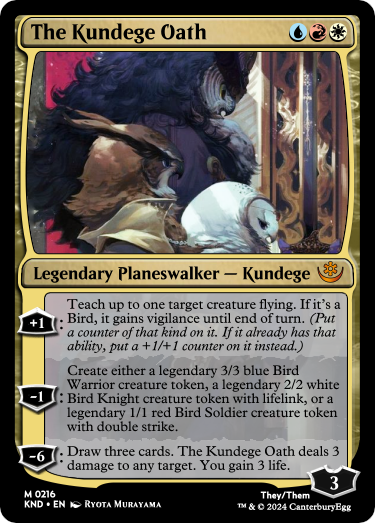 The Kundege Oath
Legendary Planeswalker — Kundege
+1: Teach up to one target creature flying. If it's a
Bird, it gains vigilance until end of turn. (Put
a counter of that kind on it. If it already has that
ability, put a +1/+1 counter on it instead.)
-1: Create either a legendary 3/3 blue Bird
Warrior creature token, a legendary 2/2 white
Bird Knight creature token with lifelink, or a
legendary 1/1 red Bird Soldier creature token
with double strike.
-6: Draw three cards. The Kundege Oath deals 3
damage to any target. You gain 3 life.
3
M 0216
KND • EN Ryota Murayama
They/Them
™ & © 2024 CanterburyEgg